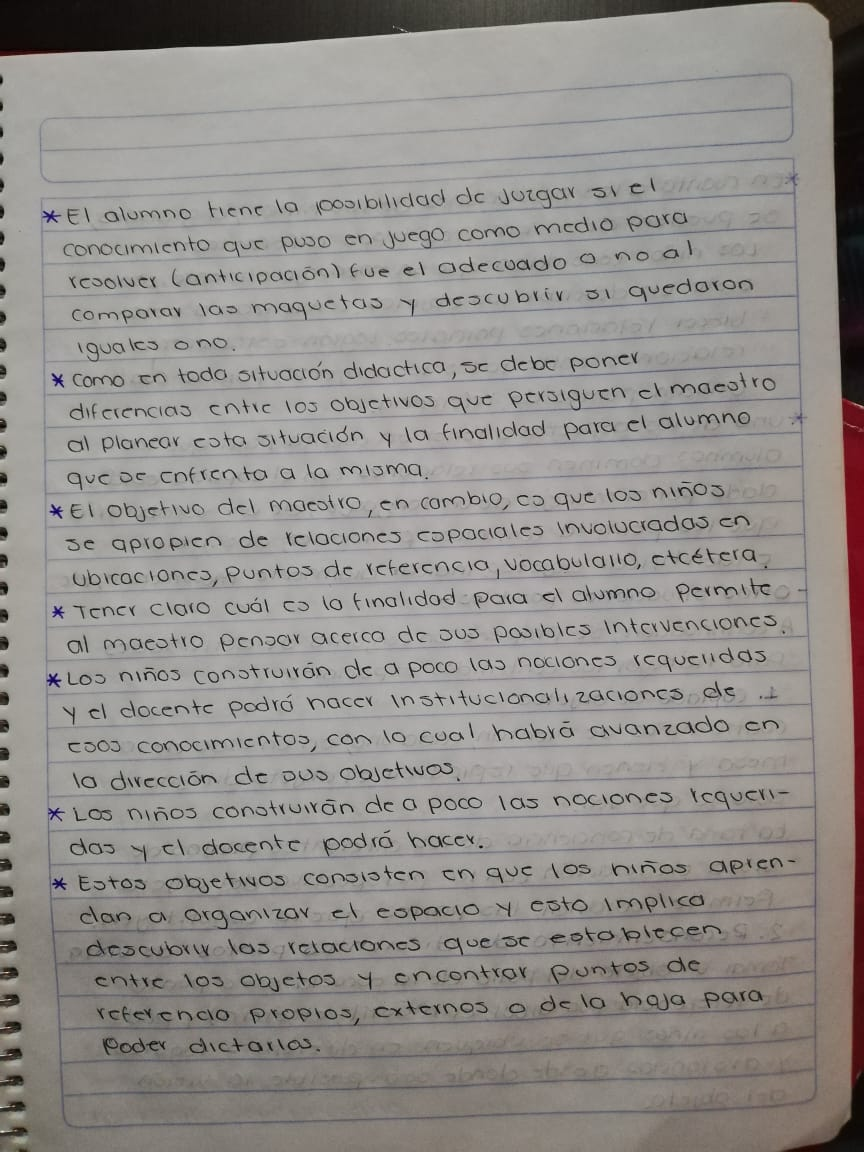 * El alumno tiene la posibilidad de juzgar si el
conocimiento que puso en juego como medio para
resolver (anticipación) fue el adecuado o no al
comparar las maquetas y descubrir si quedaron
iguales o no.
* Como en toda situación didactica, se debe poner
diferencias entre los objetivos que persiguen el maestro
al planear esta situación y la finalidad para el alumno
que se enfrenta a la misma.
* El objetivo del maestro, en cambio, es que los niños
se apropien de relaciones espaciales involucradas en
ubicaciones, puntos de referencia, vocabulario, etcétera.
* Tener claro cuál es la finalidad para el alumno permite
al maestro pensar acerca de sus posibles intervenciones.
* Los niños construirán de a poco las nociones requeridas
y el docente podrá hacer institucionalizaciones de
esos conocimientos, con lo cual habrá avanzado en
la dirección de sus objetivos.
* Los niños construirán de a poco las nociones requeri-
das y el docente podrá hacer.
* Estos objetivos consisten en que los niños apren-
dan a organizar el espacio y esto implica
descubrir las relaciones que se establecen
entre los objetos y encontrar puntos de
referencia propios, externos o de la hoja para
poder dictarlos.